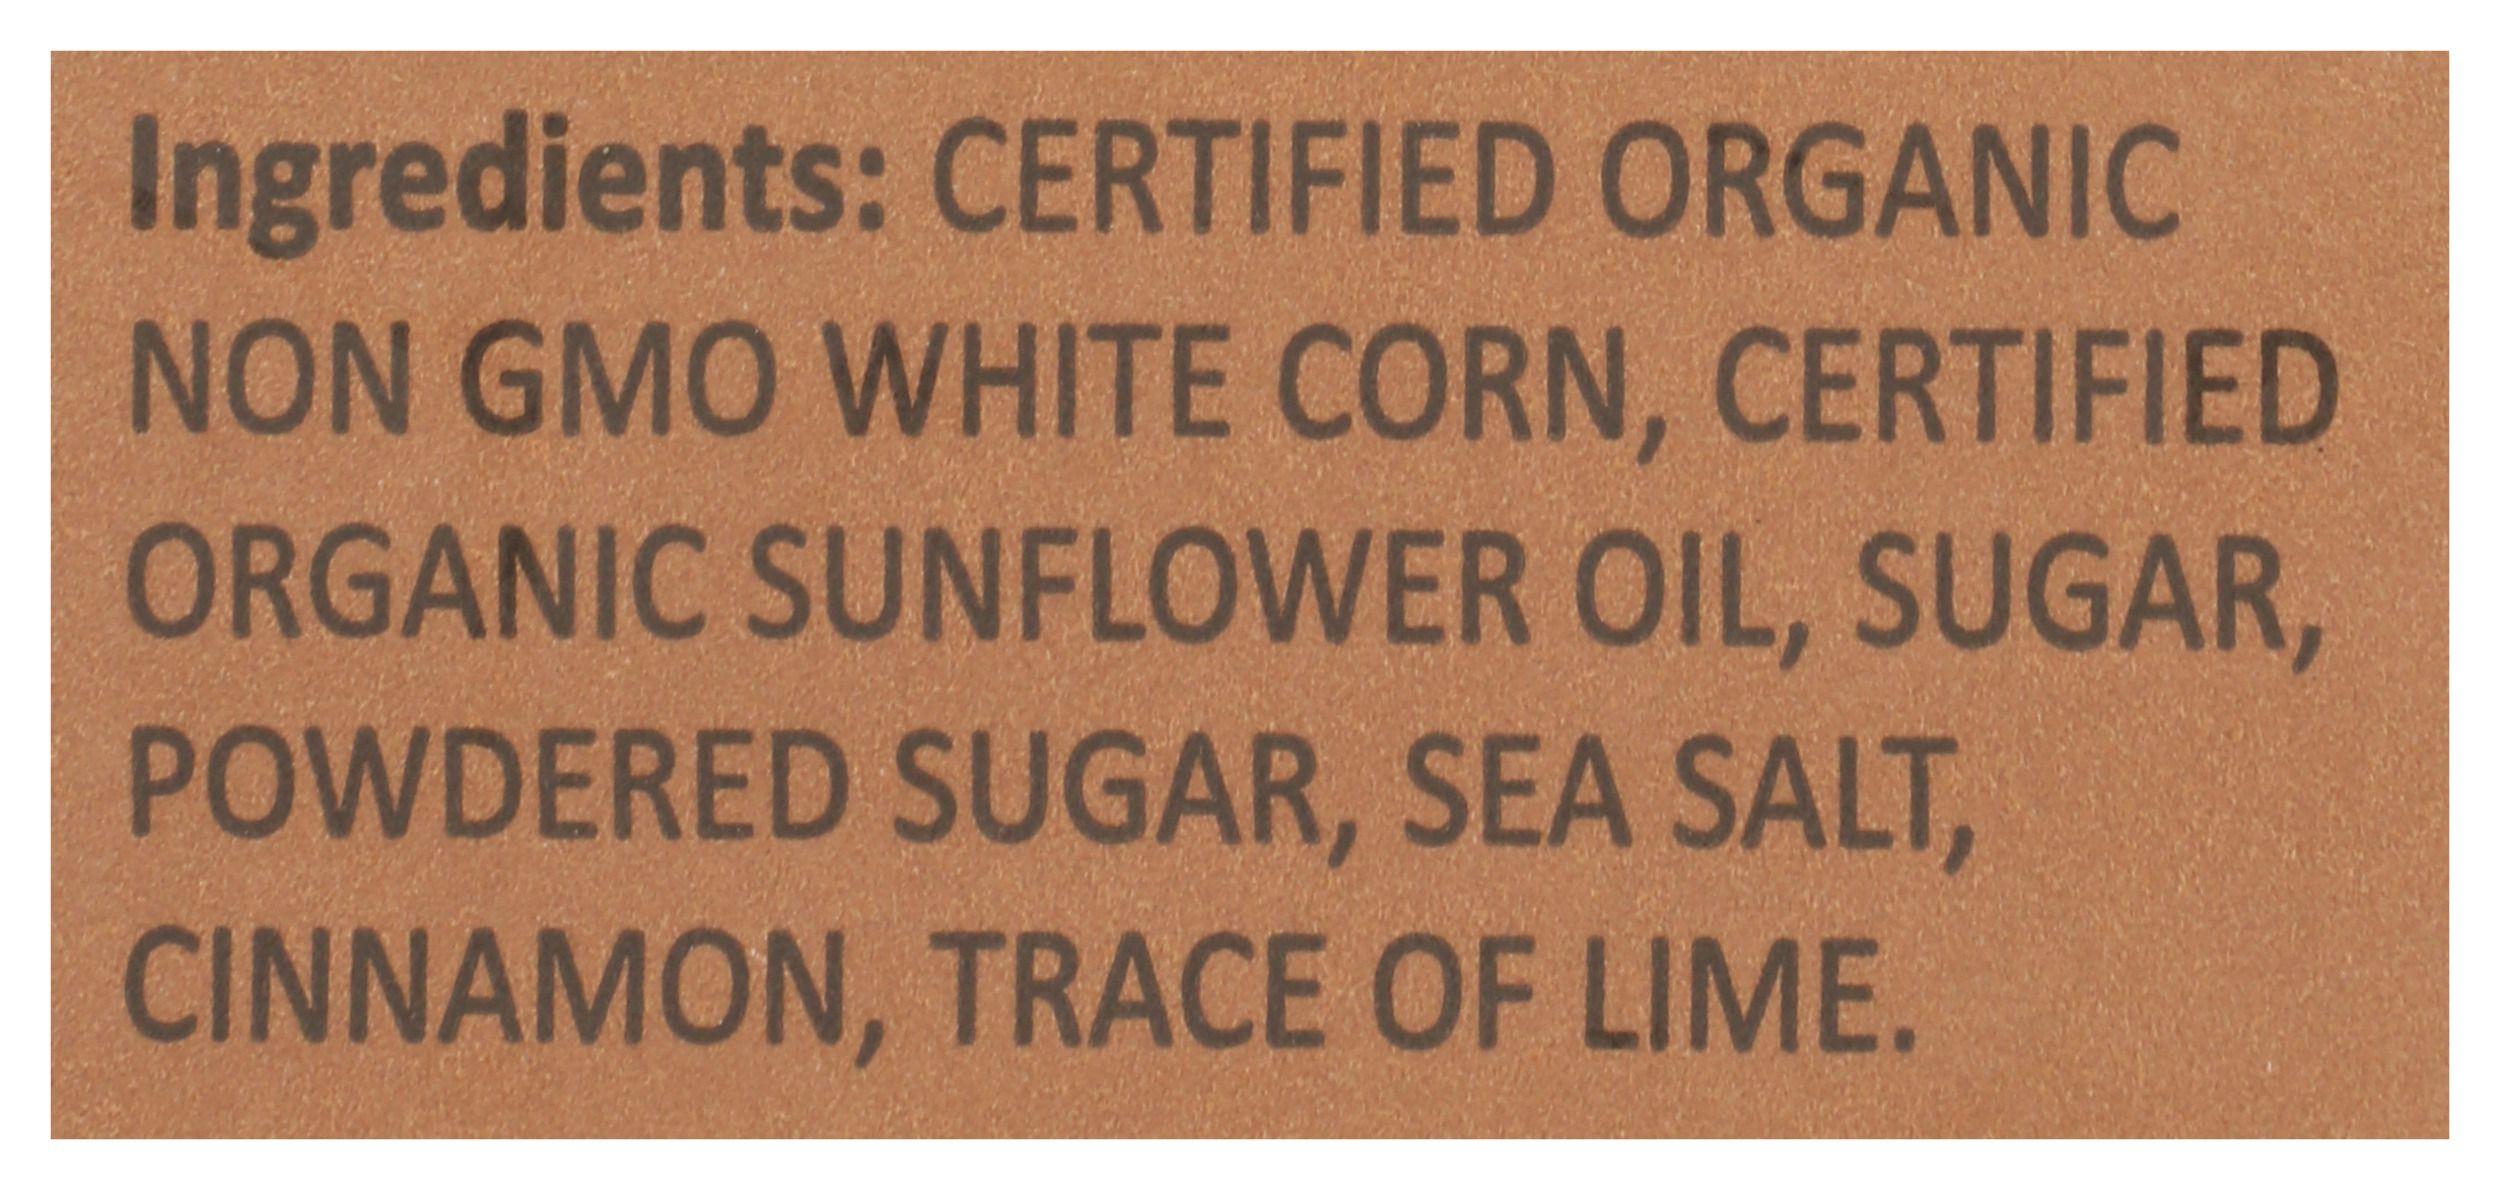 Ingredients: CERTIFIED ORGANIC
NON GMO WHITE CORN, CERTIFIED
ORGANIC SUNFLOWER OIL, SUGAR,
POWDERED SUGAR, SEA SALT,
CINNAMON, TRACE OF LIME.